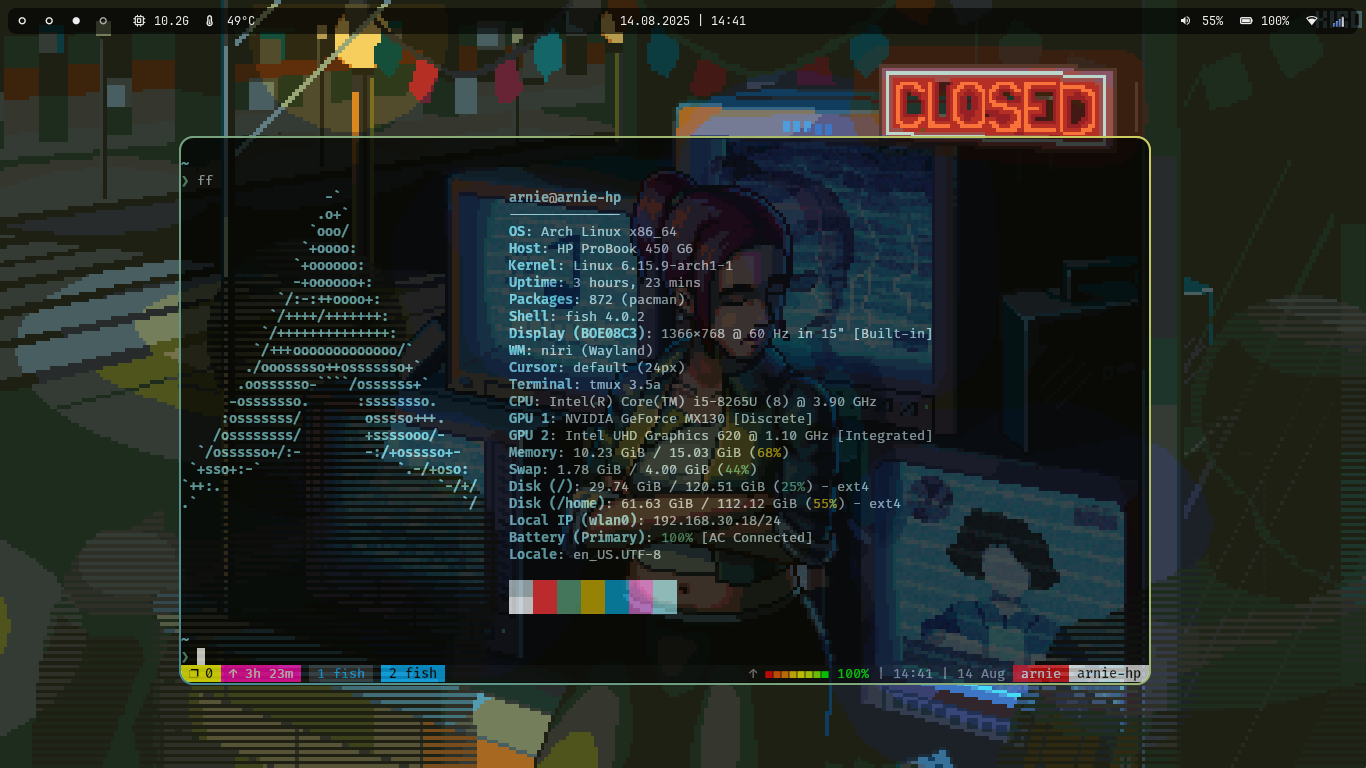 10.2G 49°C 14.08.2025 | 14:41 55% 100%
CLOSED
~
❯ ff
arnie@arnie-hp
OS: Arch Linux x86_64
Host: HP ProBook 450 G6
Kernel: Linux 6.15.9-arch1-1
Uptime: 3 hours, 23 mins
Packages: 872 (pacman)
Shell: fish 4.0.2
Display (BOE08C3): 1366×768 @ 60 Hz in 15" [Built-in]
WM: niri (Wayland)
Cursor: default (24px)
Terminal: tmux 3.5a
CPU: Intel(R) Core(TM) i5-8265U (8) @ 3.90 GHz
GPU 1: NVIDIA GeForce MX130 [Discrete]
GPU 2: Intel UHD Graphics 620 @ 1.10 GHz [Integrated]
Memory: 10.23 GiB / 15.03 GiB (68%)
Swap: 1.78 GiB / 4.00 GiB (44%)
Disk (/): 29.74 GiB / 120.51 GiB (25%) - ext4
Disk (/home): 61.63 GiB / 112.12 GiB (55%) - ext4
Local IP (wlan0): 192.168.30.18/24
Battery (Primary): 100% [AC Connected]
Locale: en_US.UTF-8
~
❯
❐ 0 ↑ 3h 23m 1 fish 2 fish ↑ 100% | 14:41 | 14 Aug arnie arnie-hp